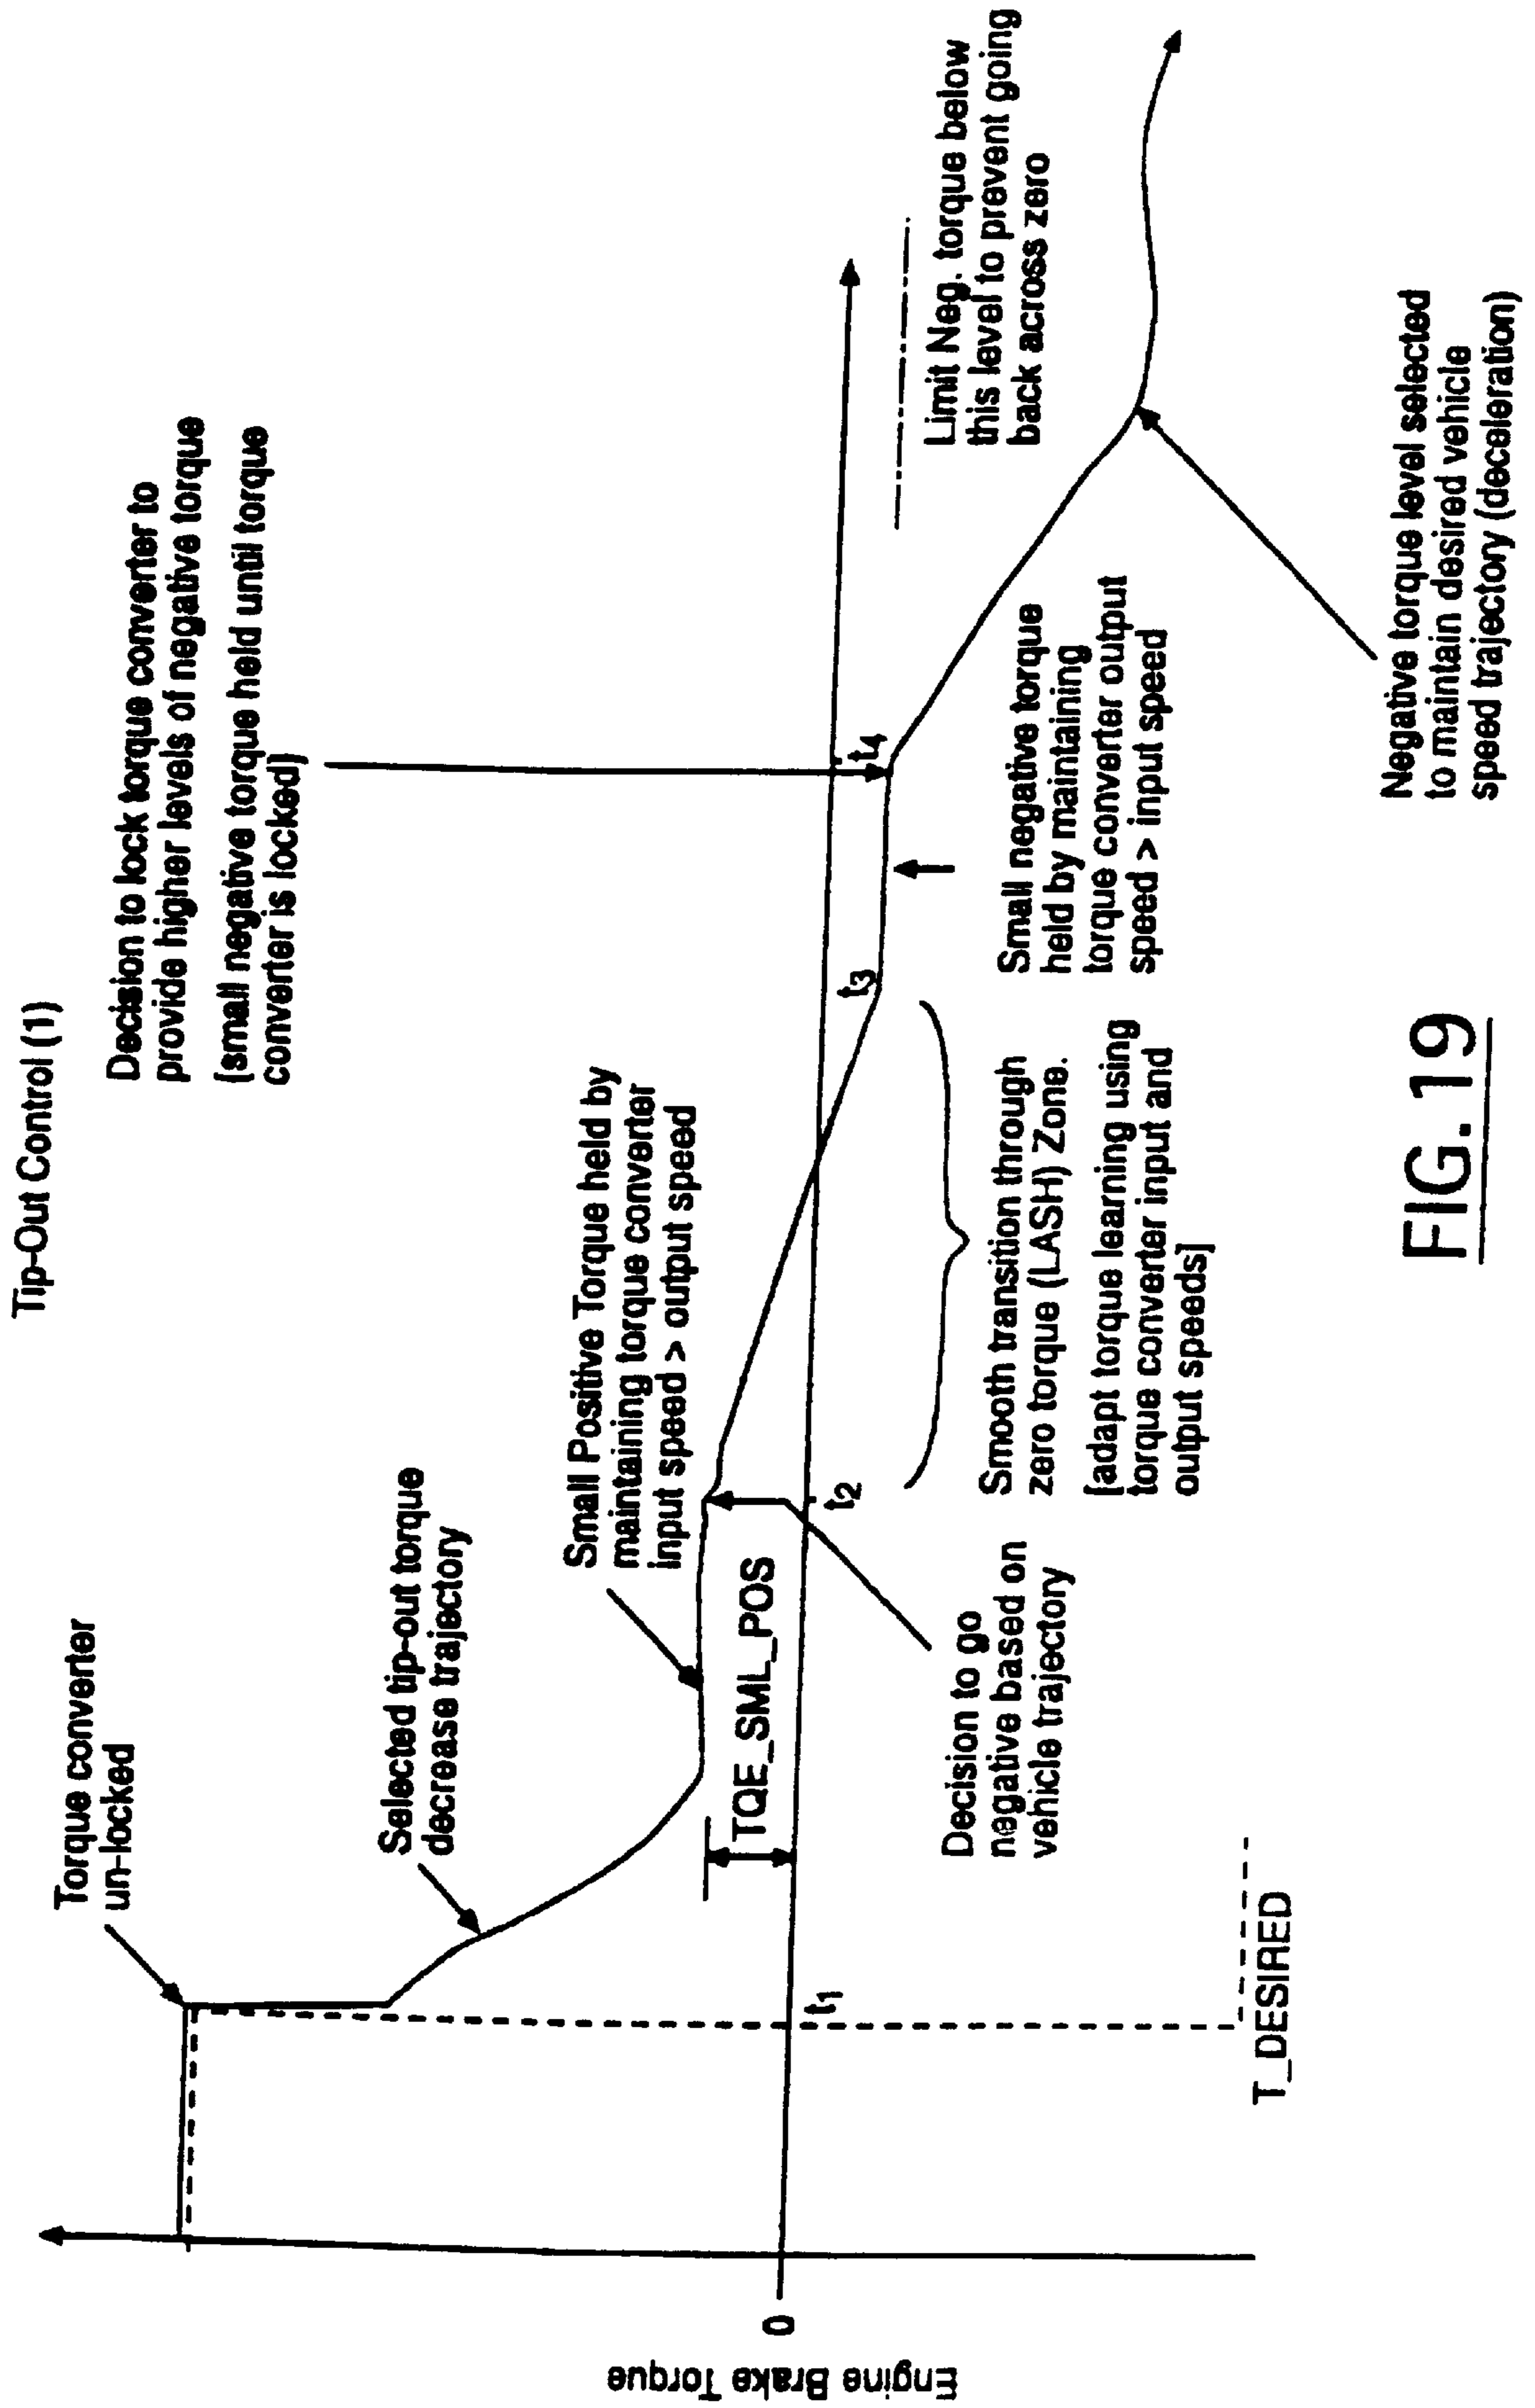 Tip-Out Control (1)
Torque converter
un-locked
Selected tip-out torque
decrease trajectory
Small Positive Torque held by
maintaining torque converter
input speed > output speed
Decision to lock torque converter to
provide higher levels of negative torque
[small negative torque held until torque
converter is locked]
Engine Brake Torque
0
t1
TQE_SML_POS
t2
t3
t4
T_DESIRED
Decision to go
negative based on
vehicle trajectory
Smooth transition through
zero torque (LASH) Zone.
[adapt torque learning using
torque converter input and
output speeds]
Small negative torque
held by maintaining
torque converter output
speed > input speed
Limit Neg. torque below
this level to prevent going
back across zero
Negative torque level selected
to maintain desired vehicle
speed trajectory (deceleration)
FIG.19